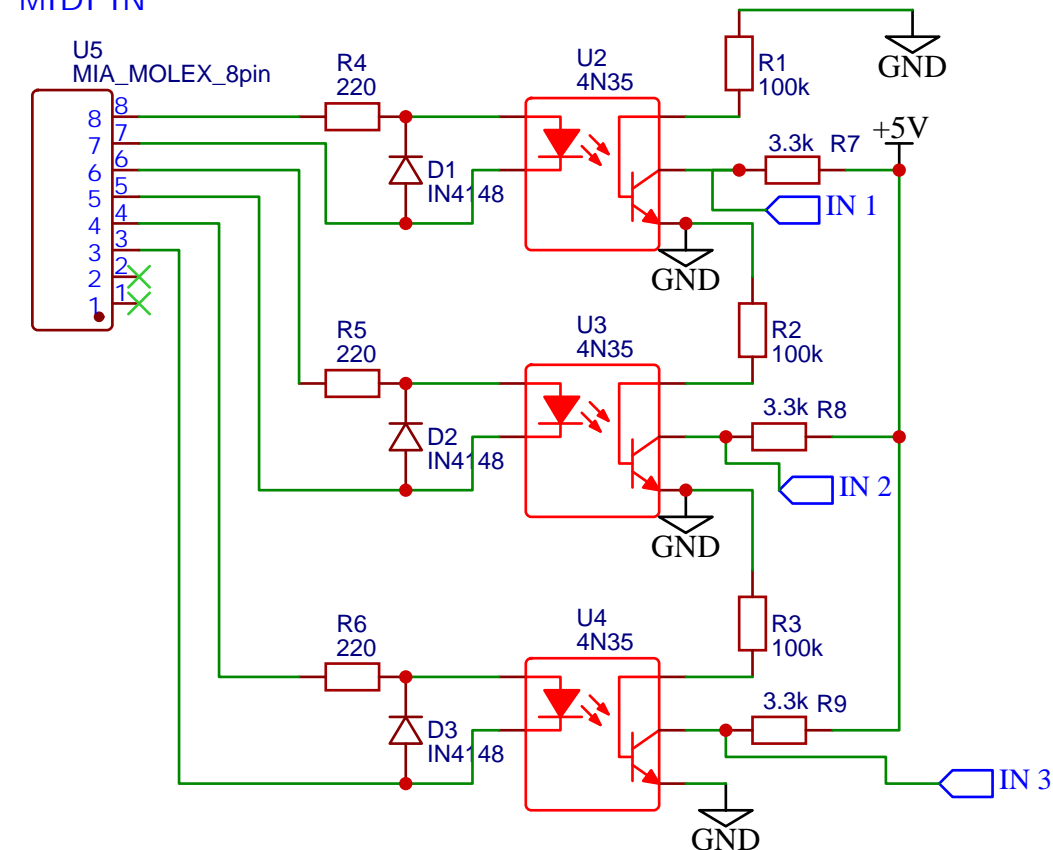 MIDI IN
U5
MIA_MOLEX_8pin
8 8
7 7
6 6
5 5
4 4
3 3
2 2
1 1
R4
220
D1
IN4148
U2
4N35
R1
100k
GND
3.3k R7
+5V
IN 1
GND
R5
220
D2
IN4148
U3
4N35
R2
100k
3.3k R8
IN 2
GND
R6
220
D3
IN4148
U4
4N35
R3
100k
3.3k R9
IN 3
GND